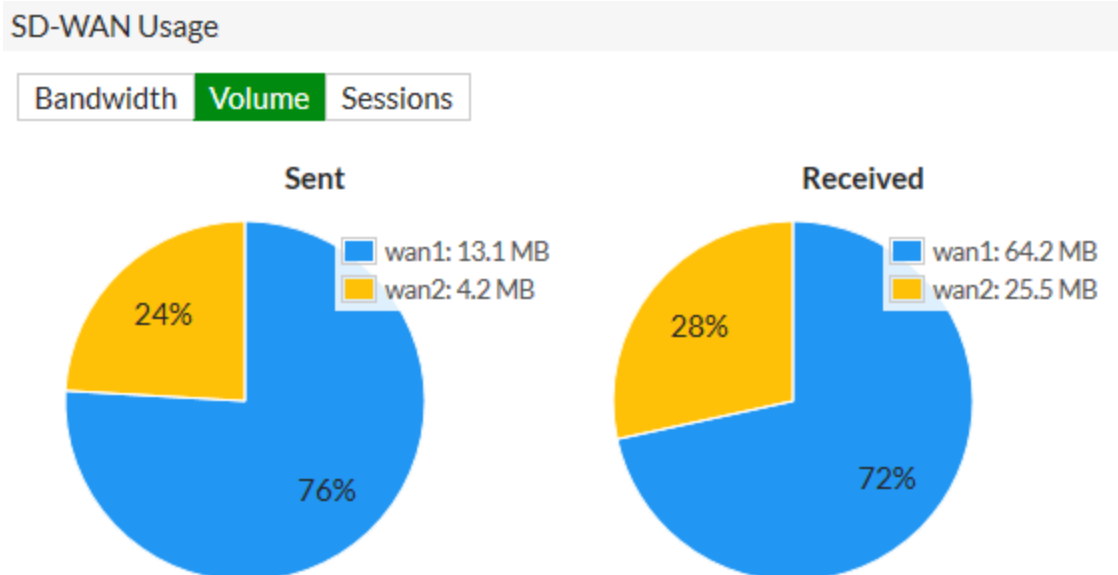 SD-WAN Usage
Bandwidth Volume Sessions
Sent
wan1: 13.1 MB
wan2: 4.2 MB
24%
76%
Received
wan1: 64.2 MB
wan2: 25.5 MB
28%
72%